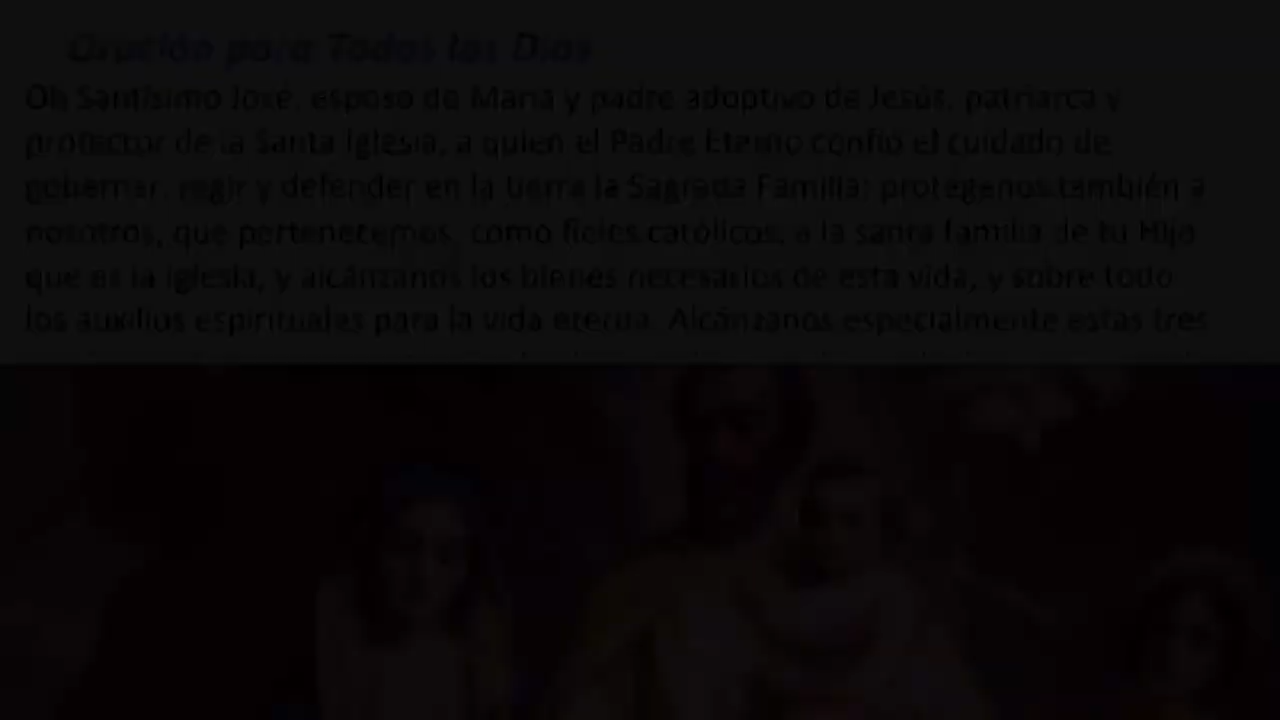 Oración para Todos los Dios
Oh Santísimo José, esposo de María y padre adoptivo de Jesús, patriarca y
protector de la Santa Iglesia, a quien el Padre Eterno confió el cuidado de
gobernar, regir y defender en la tierra la Sagrada Familia; protégenos también a
nosotros, que pertenecemos, como fieles católicos, a la santa familia de tu Hijo
que es la Iglesia, y alcánzanos los bienes necesarios de esta vida, y sobre todo
los auxilios espirituales para la vida eterna. Alcánzanos especialmente estas tres